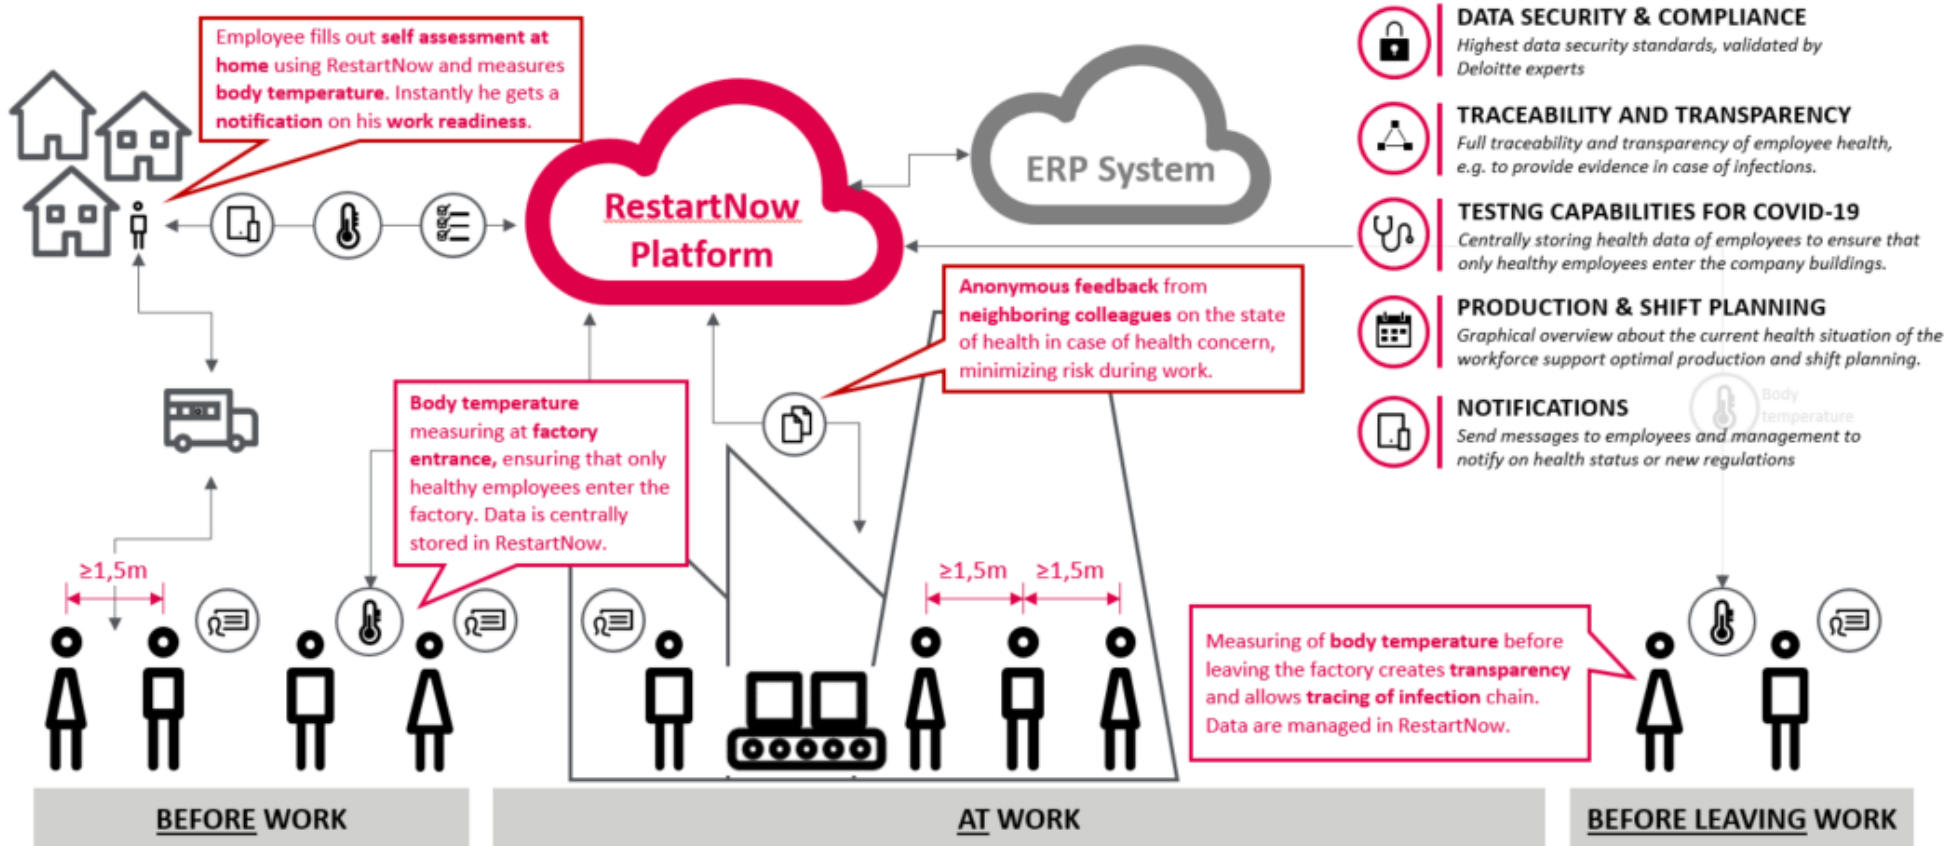 Employee fills out self assessment at
home using RestartNow and measures
body temperature. Instantly he gets a
notification on his work readiness.
RestartNow
Platform
ERP System
DATA SECURITY & COMPLIANCE
Highest data security standards, validated by
Deloitte experts
TRACEABILITY AND TRANSPARENCY
Full traceability and transparency of employee health,
e.g. to provide evidence in case of infections.
TESTNG CAPABILITIES FOR COVID-19
Centrally storing health data of employees to ensure that
only healthy employees enter the company buildings.
PRODUCTION & SHIFT PLANNING
Graphical overview about the current health situation of the
workforce support optimal production and shift planning.
Body
temperature
NOTIFICATIONS
Send messages to employees and management to
notify on health status or new regulations
Anonymous feedback from
neighboring colleagues on the state
of health in case of health concern,
minimizing risk during work.
Body temperature
measuring at factory
entrance, ensuring that only
healthy employees enter the
factory. Data is centrally
stored in RestartNow.
≥1,5m
≥1,5m
≥1,5m
Measuring of body temperature before
leaving the factory creates transparency
and allows tracing of infection chain.
Data are managed in RestartNow.
BEFORE WORK
AT WORK
BEFORE LEAVING WORK